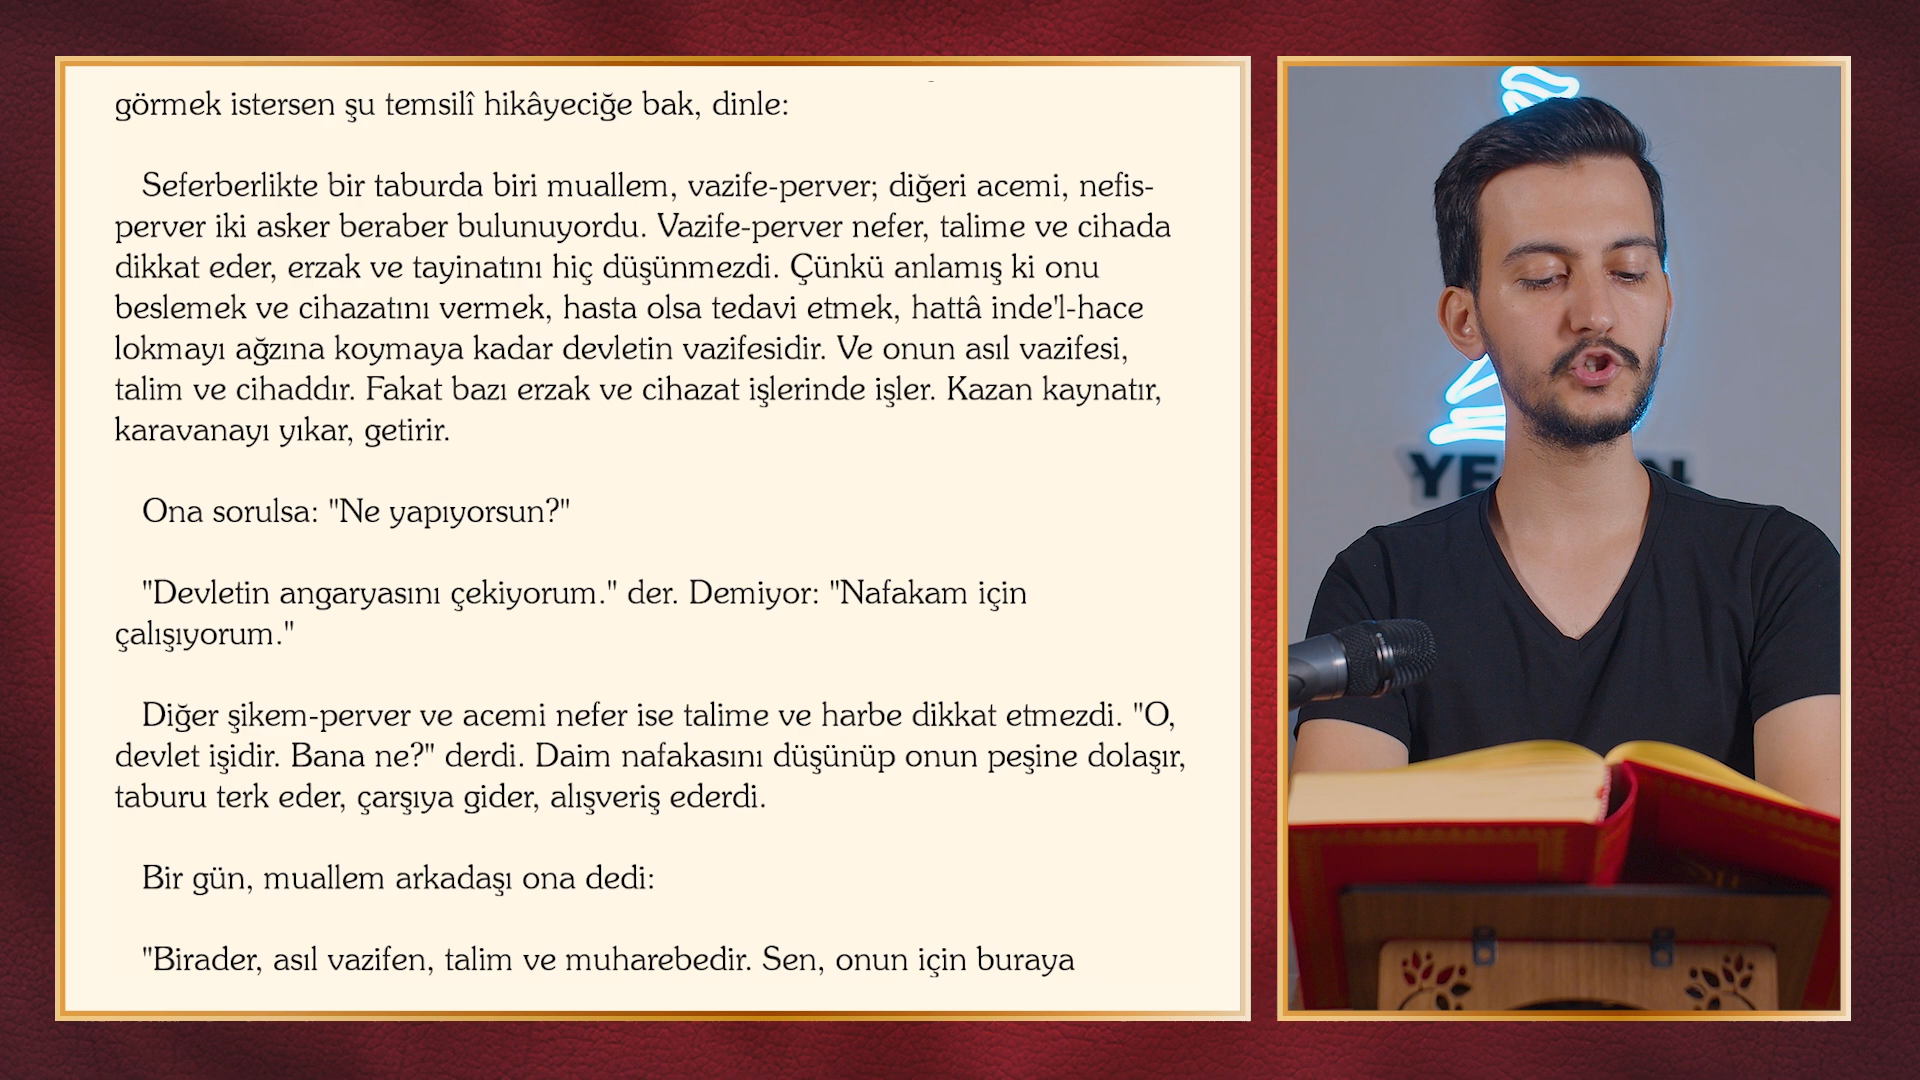 görmek istersen şu temsilî hikâyeciğe bak, dinle:
Seferberlikte bir taburda biri muallem, vazife-perver; diğeri acemi, nefis-
perver iki asker beraber bulunuyordu. Vazife-perver nefer, talime ve cihada
dikkat eder, erzak ve tayinatını hiç düşünmezdi. Çünkü anlamış ki onu
beslemek ve cihazatını vermek, hasta olsa tedavi etmek, hattâ inde'l-hace
lokmayı ağzına koymaya kadar devletin vazifesidir. Ve onun asıl vazifesi,
talim ve cihaddır. Fakat bazı erzak ve cihazat işlerinde işler. Kazan kaynatır,
karavanayı yıkar, getirir.
Ona sorulsa: "Ne yapıyorsun?"
"Devletin angaryasını çekiyorum." der. Demiyor: "Nafakam için
çalışıyorum."
Diğer şikem-perver ve acemi nefer ise talime ve harbe dikkat etmezdi. "O,
devlet işidir. Bana ne?" derdi. Daim nafakasını düşünüp onun peşine dolaşır,
taburu terk eder, çarşıya gider, alışveriş ederdi.
Bir gün, muallem arkadaşı ona dedi:
"Birader, asıl vazifen, talim ve muharebedir. Sen, onun için buraya